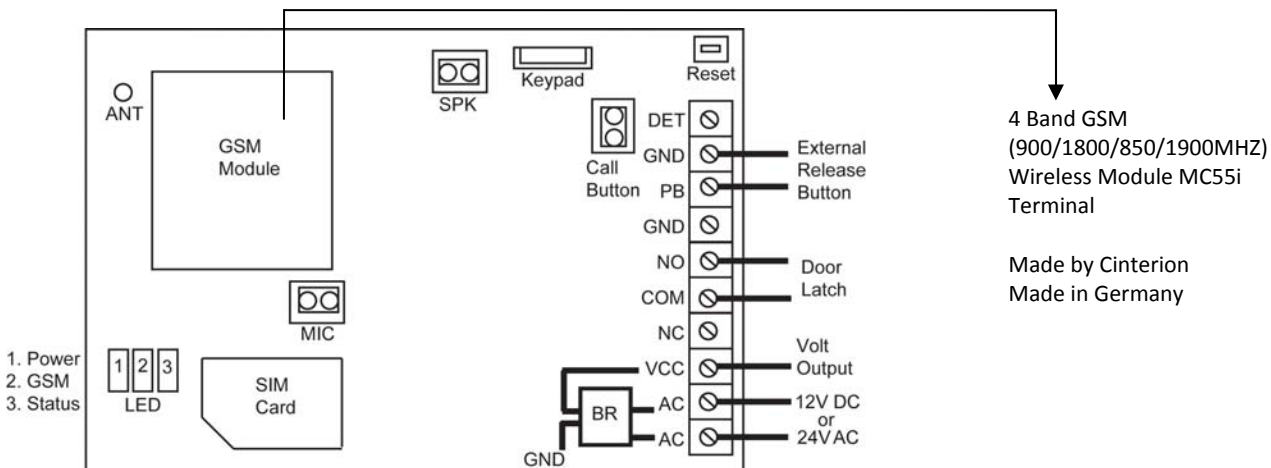 ANT
GSM
Module
SPK
Keypad
Reset
Call
Button
DET
GND
PB
GND
NO
COM
NC
VCC
AC
AC
External
Release
Button
Door
Latch
Volt
Output
12V DC
or
24V AC
MIC
1. Power
2. GSM
3. Status
1 2 3
LED
SIM
Card
BR
GND
4 Band GSM
(900/1800/850/1900MHZ)
Wireless Module MC55i
Terminal
Made by Cinterion
Made in Germany